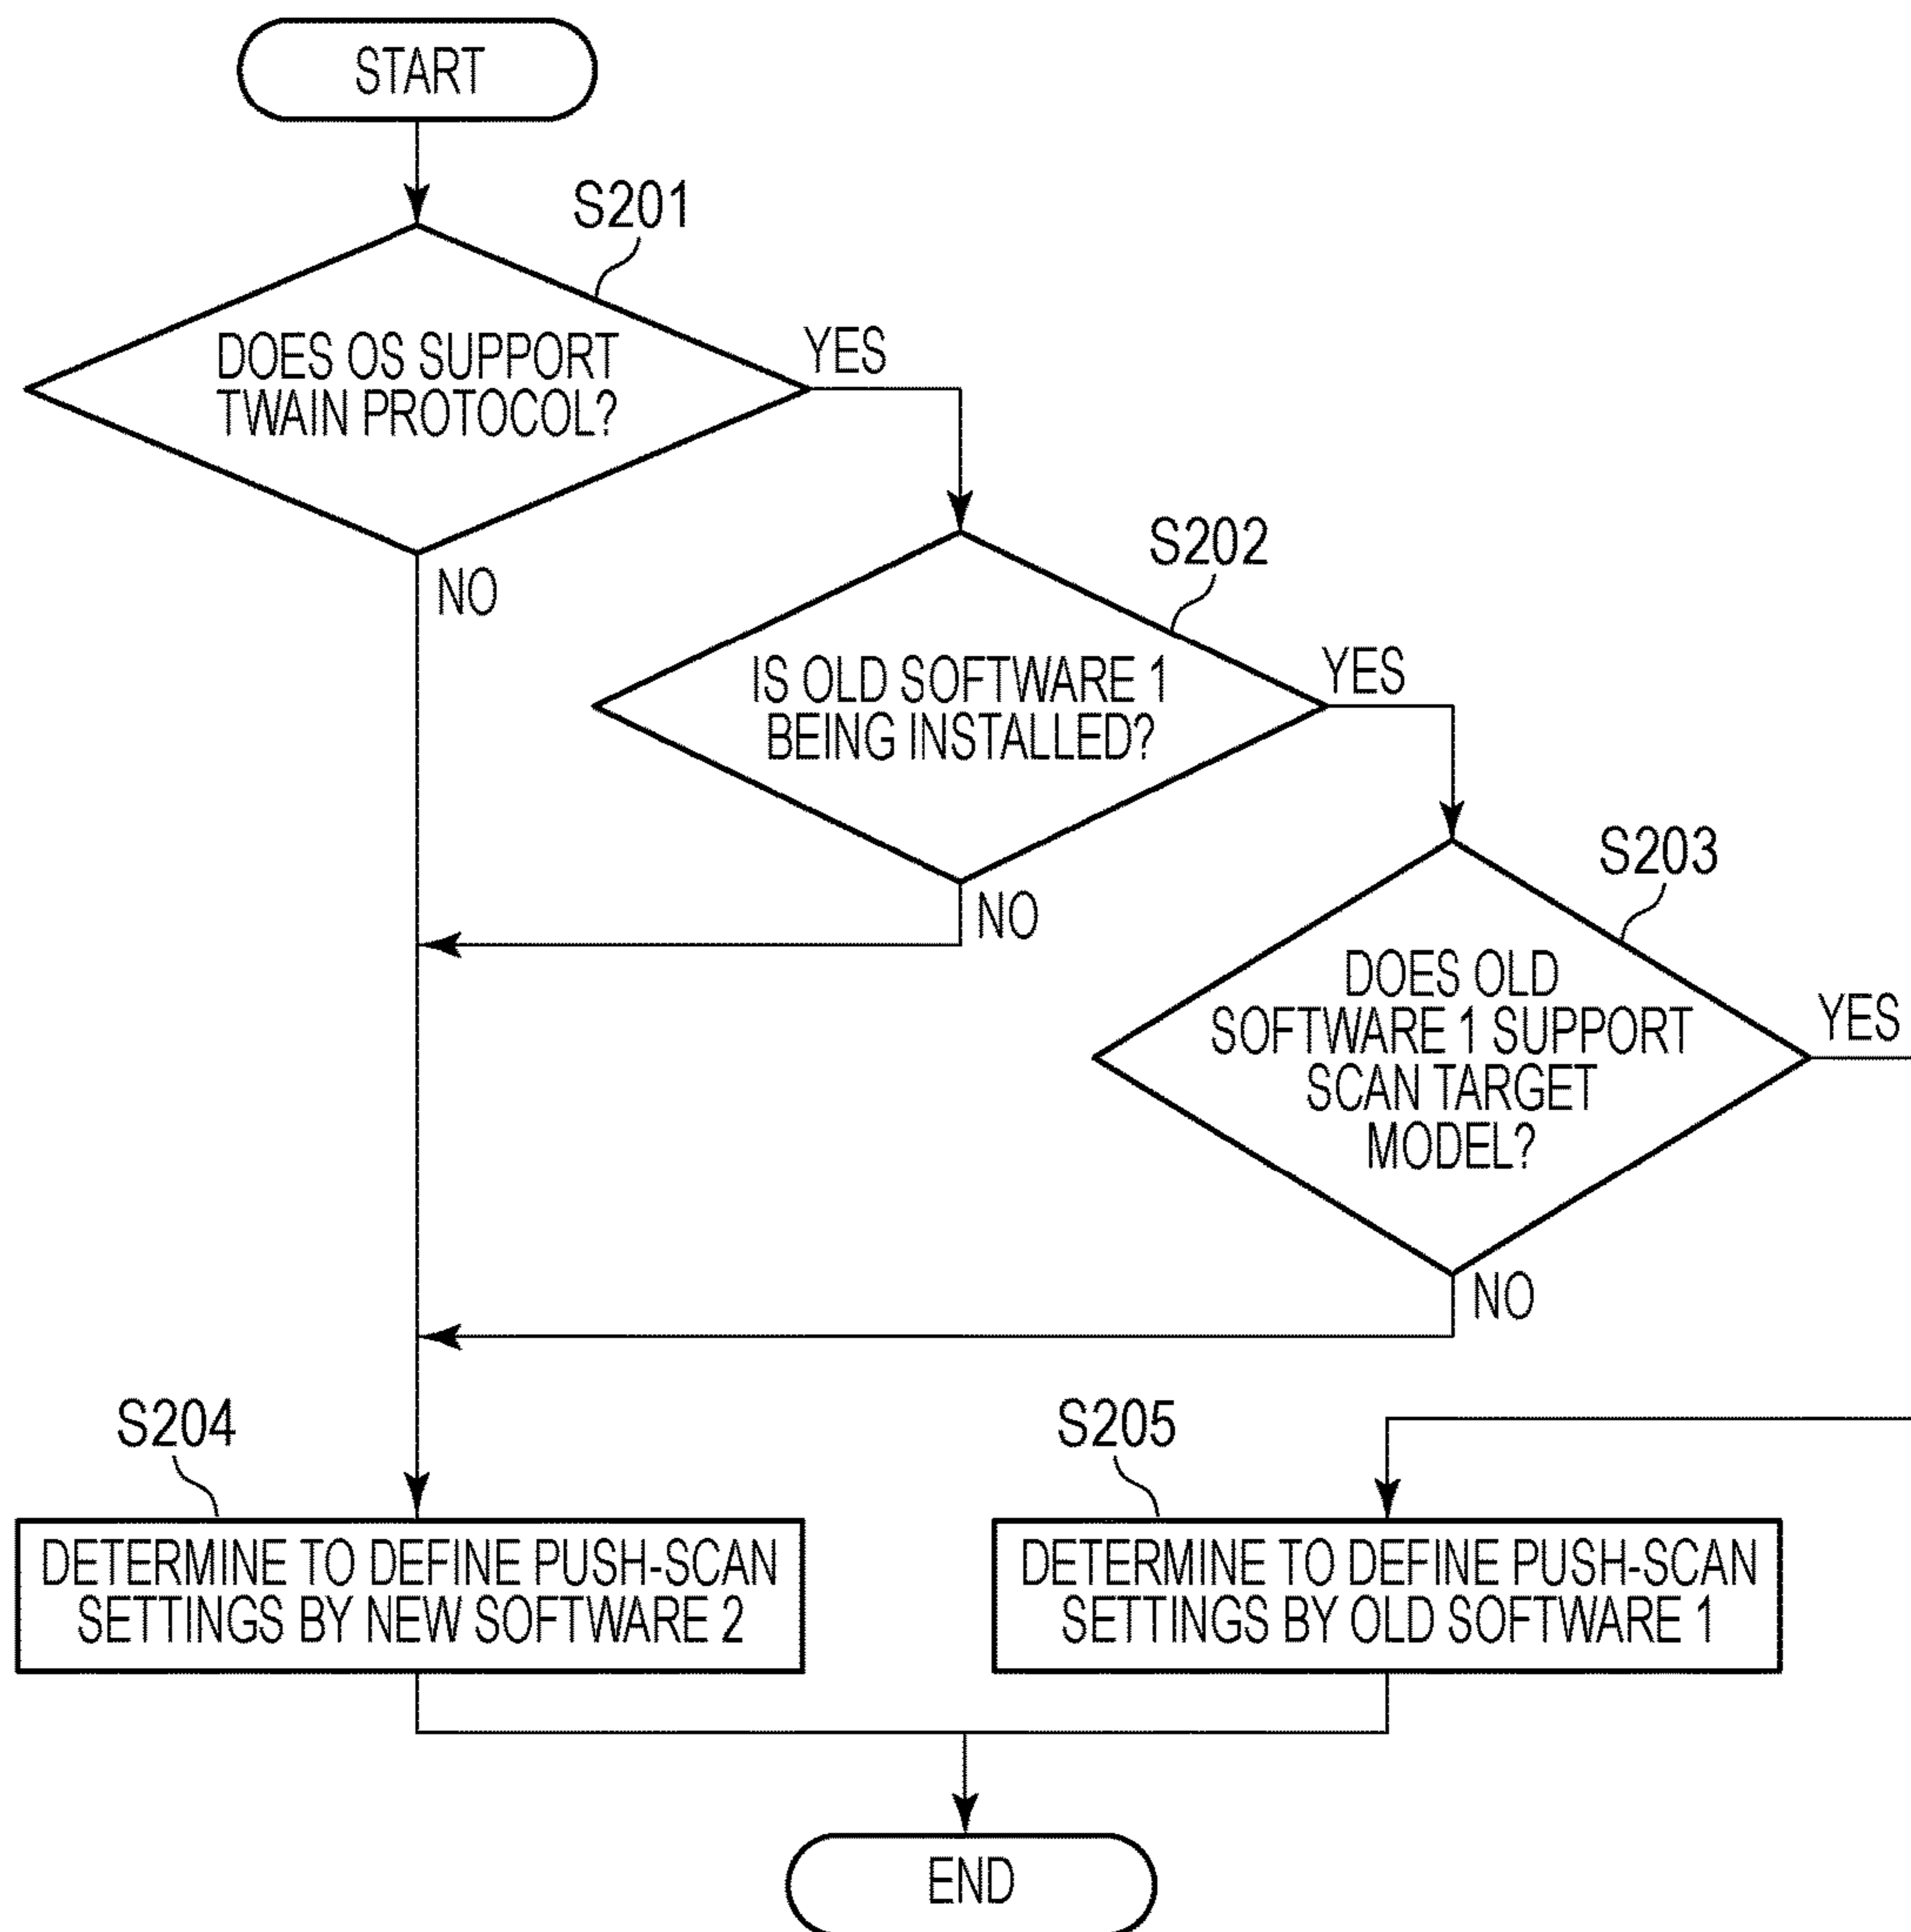 START
S201
DOES OS SUPPORT
TWAIN PROTOCOL?
YES
NO
S202
IS OLD SOFTWARE 1
BEING INSTALLED?
YES
NO
S203
DOES OLD
SOFTWARE 1 SUPPORT
SCAN TARGET
MODEL?
YES
NO
S204
DETERMINE TO DEFINE PUSH-SCAN
SETTINGS BY NEW SOFTWARE 2
S205
DETERMINE TO DEFINE PUSH-SCAN
SETTINGS BY OLD SOFTWARE 1
END